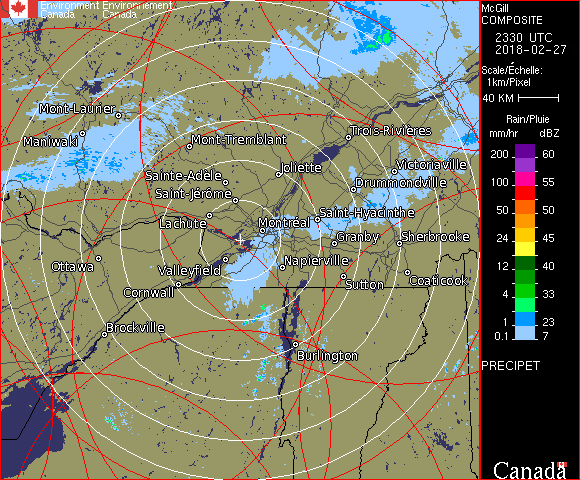 Environment Environnement
Canada Canada
McGill
COMPOSITE
2330 UTC
2018-02-27
Scale/Échelle:
1km/Pixel
40 KM
Rain/Pluie
mm/hr dBZ
200 60
100 55
50 50
24 45
12 40
4 33
1 23
0.1 7
PRECIPET
Canada
Mont-Laurier
Maniwaki
Mont-Tremblant
Trois-Rivières
Joliette
Victoriaville
Sainte-Adèle
Drummondville
Saint-Jérôme
Lachute
Montréal
Saint-Hyacinthe
Granby
Sherbrooke
Ottawa
Valleyfield
Napierville
Cornwall
Sutton
Coaticook
Brockville
Burlington